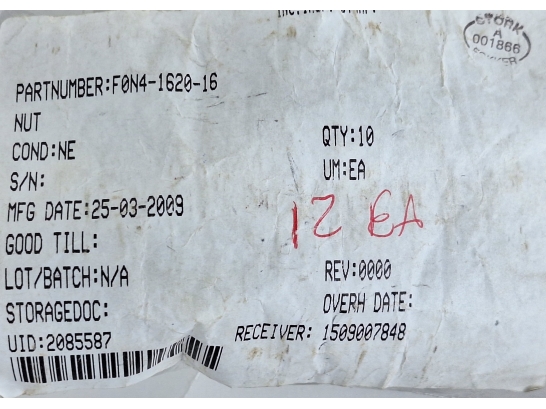 STORK
A
001866
PARTNUMBER:F0N4-1620-16
NUT
QTY:10
COND:NE
UM:EA
S/N:
MFG DATE:25-03-2009
12 EA
GOOD TILL:
LOT/BATCH:N/A
REV:0000
STORAGEDOC:
OVERH DATE:
UID:2085587
RECEIVER: 1509007848